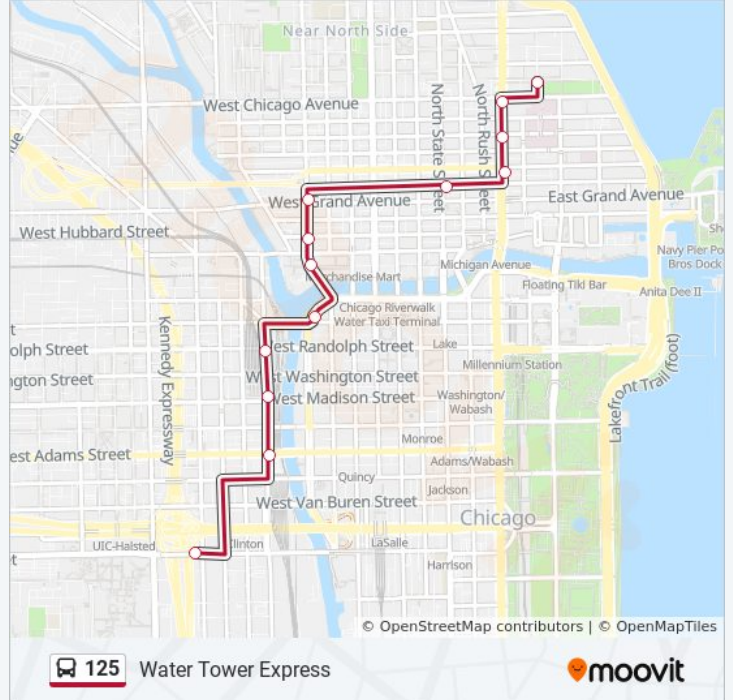 Near North Side
West Chicago Avenue
North State Street
North Rush Street
West Grand Avenue
East Grand Avenue
West Hubbard Street
Navy Pier Po
Bros Dock
Michigan Avenue
Merchandise Mart
Floating Tiki Bar
Anita Dee II
Chicago Riverwalk
Water Taxi Terminal
Lake
olph Street
West Randolph Street
Millennium Station
ngton Street
West Washington Street
Kennedy Expressway
Lakefront Trail (foot)
West Madison Street
Washington/
Wabash
Monroe
est Adams Street
Adams/Wabash
Quincy
Jackson
West Van Buren Street
Chicago
UIC-Halsted
Clinton
LaSalle
Harrison
© OpenStreetMap contributors | © OpenMapTiles
125 Water Tower Express
moovit